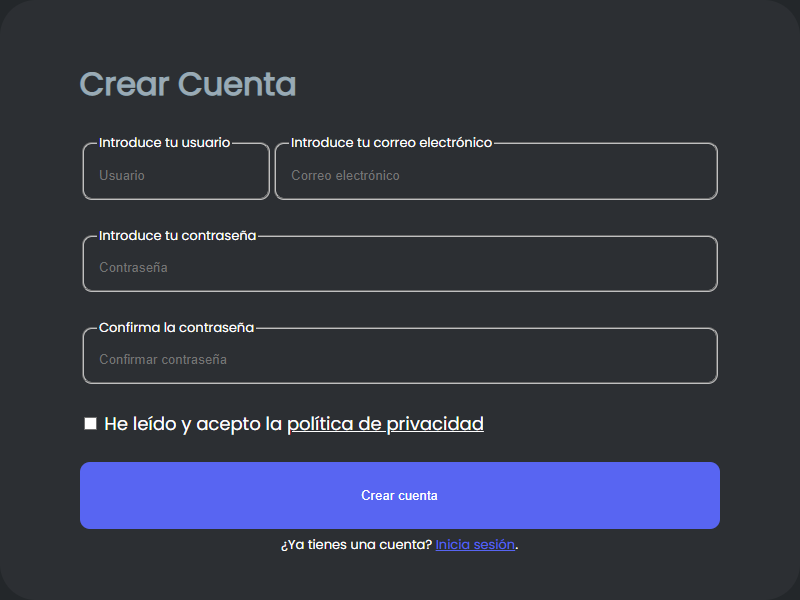 Crear Cuenta
Introduce tu usuario Introduce tu correo electrónico
Usuario Correo electrónico
Introduce tu contraseña
Contraseña
Confirma la contraseña
Confirmar contraseña
He leído y acepto la política de privacidad
Crear cuenta
¿Ya tienes una cuenta? Inicia sesión.